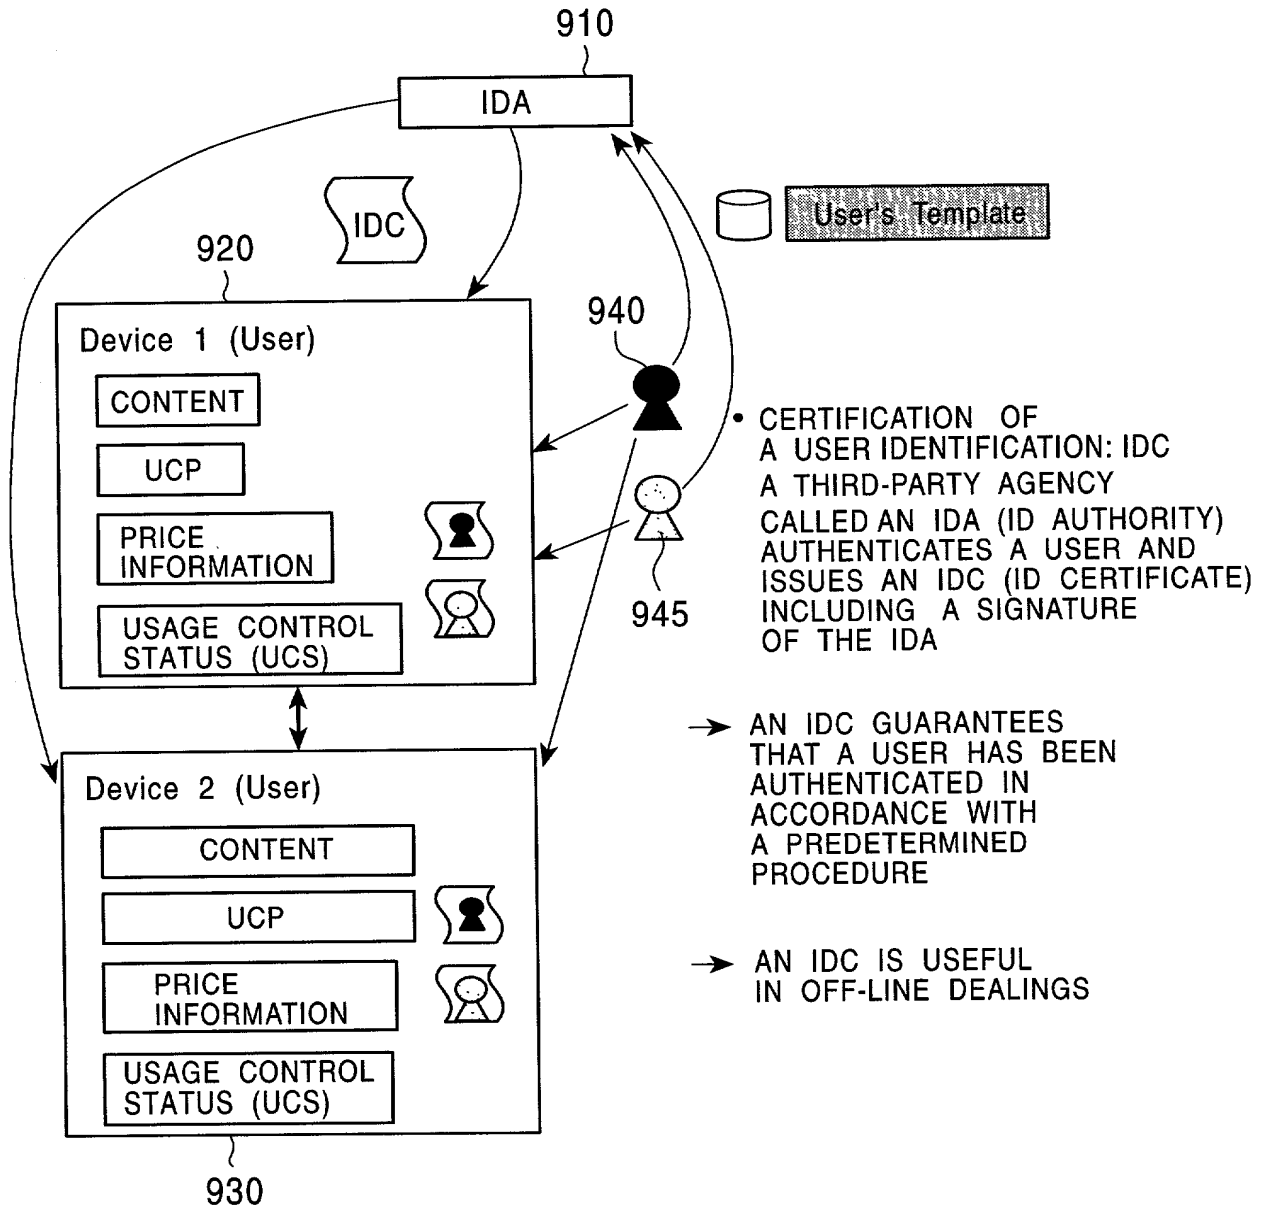 910
IDA
IDC
User's Template
920
940
Device 1 (User)
CONTENT
UCP
PRICE
INFORMATION
USAGE CONTROL
STATUS (UCS)
945
• CERTIFICATION OF
A USER IDENTIFICATION: IDC
A THIRD-PARTY AGENCY
CALLED AN IDA (ID AUTHORITY)
AUTHENTICATES A USER AND
ISSUES AN IDC (ID CERTIFICATE)
INCLUDING A SIGNATURE
OF THE IDA
→ AN IDC GUARANTEES
THAT A USER HAS BEEN
AUTHENTICATED IN
ACCORDANCE WITH
A PREDETERMINED
PROCEDURE
→ AN IDC IS USEFUL
IN OFF-LINE DEALINGS
Device 2 (User)
CONTENT
UCP
PRICE
INFORMATION
USAGE CONTROL
STATUS (UCS)
930